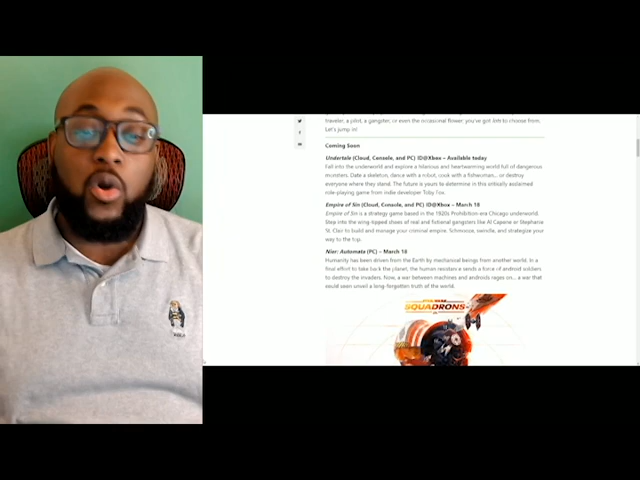 traveler, a pilot, a gangster, or even the occasional flower, you've got lots to choose from.
Let's jump in!
Coming Soon
Undertale (Cloud, Console, and PC) ID@Xbox – Available today
Fall into the underworld and explore a hilarious and heartwarming world full of dangerous
monsters. Date a skeleton, dance with a robot, cook with a fishwoman... or destroy
everyone where they stand. The future is yours to determine in this critically acclaimed
role-playing game from indie developer Toby Fox.
Empire of Sin (Cloud, Console, and PC) ID@Xbox – March 18
Empire of Sin is a strategy game based in the 1920s Prohibition-era Chicago underworld.
Step into the wing-tipped shoes of real and fictional gangsters like Al Capone or Stephanie
St. Clair to build and manage your criminal empire. Schmooze, swindle, and strategize your
way to the top.
Nier: Automata (PC) – March 18
Humanity has been driven from the Earth by mechanical beings from another world. In a
final effort to take back the planet, the human resistance sends a force of android soldiers
to destroy the invaders. Now, a war between machines and androids rages on... a war that
could soon unveil a long-forgotten truth of the world.
STAR WARS
SQUADRONS